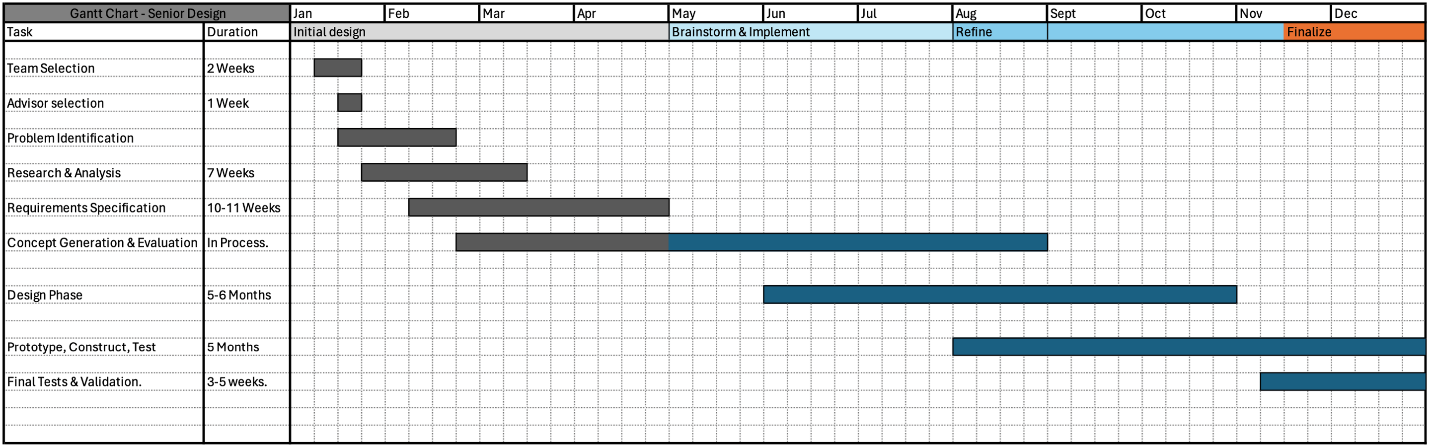 Gantt Chart - Senior Design Jan Feb Mar Apr May Jun Jul Aug Sept Oct Nov Dec
Task Duration Initial design Brainstorm & Implement Refine Finalize
Team Selection 2 Weeks
Advisor selection 1 Week
Problem Identification
Research & Analysis 7 Weeks
Requirements Specification 10-11 Weeks
Concept Generation & Evaluation In Process.
Design Phase 5-6 Months
Prototype, Construct, Test 5 Months
Final Tests & Validation. 3-5 weeks.